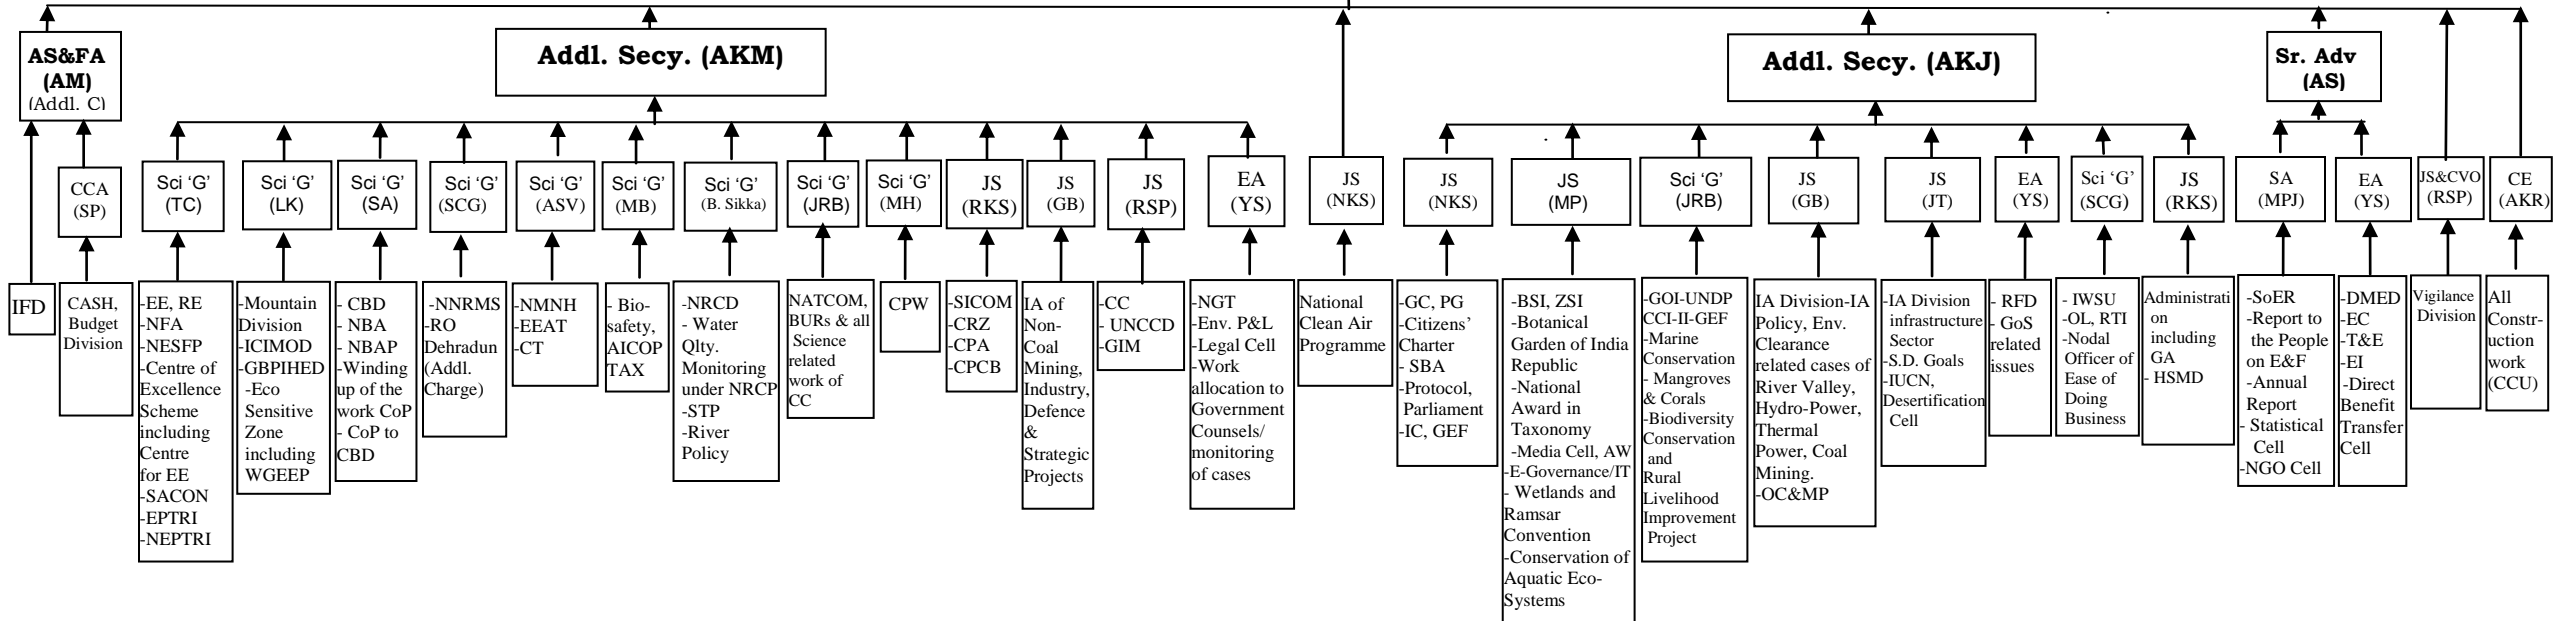 AS&FA
(AM)
(Addl. C)
Addl. Secy. (AKM)
Addl. Secy. (AKJ)
Sr. Adv
(AS)
CCA
(SP)
Sci ‘G’
(TC)
Sci ‘G’
(LK)
Sci ‘G’
(SA)
Sci ‘G’
(SCG)
Sci ‘G’
(ASV)
Sci ‘G’
(MB)
Sci ‘G’
(B. Sikka)
Sci ‘G’
(JRB)
Sci ‘G’
(MH)
JS
(RKS)
JS
(GB)
JS
(RSP)
EA
(YS)
JS
(NKS)
JS
(NKS)
JS
(MP)
Sci ‘G’
(JRB)
JS
(GB)
JS
(JT)
EA
(YS)
Sci ‘G’
(SCG)
JS
(RKS)
SA
(MPJ)
EA
(YS)
JS&CVO
(RSP)
CE
(AKR)
IFD
CASH,
Budget
Division
-EE, RE
-NFA
-NESFP
-Centre of
Excellence
Scheme
including
Centre
for EE
-SACON
-EPTRI
-NEPTRI
-Mountain
Division
-ICIMOD
-GBPIHED
-Eco
Sensitive
Zone
including
WGEEP
- CBD
- NBA
- NBAP
-Winding
up of the
work CoP
- CoP to
CBD
-NNRMS
-RO
Dehradun
(Addl.
Charge)
-NMNH
-EEAT
-CT
- Bio-
safety,
AICOP
TAX
-NRCD
- Water
Qlty.
Monitoring
under NRCP
-STP
-River
Policy
NATCOM,
BURs & all
Science
related
work of
CC
CPW
-SICOM
-CRZ
-CPA
-CPCB
IA of
Non-
Coal
Mining,
Industry,
Defence
&
Strategic
Projects
-CC
- UNCCD
-GIM
-NGT
-Env. P&L
-Legal Cell
-Work
allocation to
Government
Counsels/
monitoring
of cases
National
Clean Air
Programme
-GC, PG
-Citizens’
Charter
- SBA
-Protocol,
Parliament
-IC, GEF
-BSI, ZSI
-Botanical
Garden of India
Republic
-National
Award in
Taxonomy
-Media Cell, AW
-E-Governance/IT
- Wetlands and
Ramsar
Convention
-Conservation of
Aquatic Eco-
Systems
-GOI-UNDP
CCI-II-GEF
-Marine
Conservation
- Mangroves
& Corals
-Biodiversity
Conservation
and
Rural
Livelihood
Improvement
Project
IA Division-IA
Policy, Env.
Clearance
related cases of
River Valley,
Hydro-Power,
Thermal
Power, Coal
Mining.
-OC&MP
-IA Division
infrastructure
Sector
-S.D. Goals
-IUCN,
Desertification
Cell
- RFD
- GoS
related
issues
- IWSU
-OL, RTI
-Nodal
Officer of
Ease of
Doing
Business
Administrati
on
including
GA
- HSMD
-SoER
-Report to
the People
on E&F
-Annual
Report
- Statistical
Cell
-NGO Cell
-DMED
-EC
-T&E
-EI
-Direct
Benefit
Transfer
Cell
Vigilance
Division
All
Constr-
uction
work
(CCU)